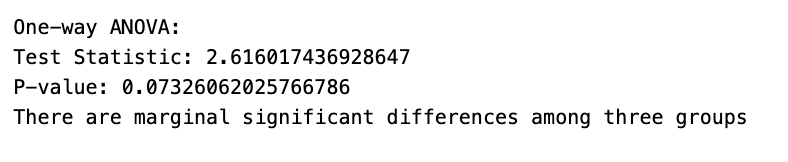 One-way ANOVA:
Test Statistic: 2.616017436928647
P-value: 0.07326062025766786
There are marginal significant differences among three groups